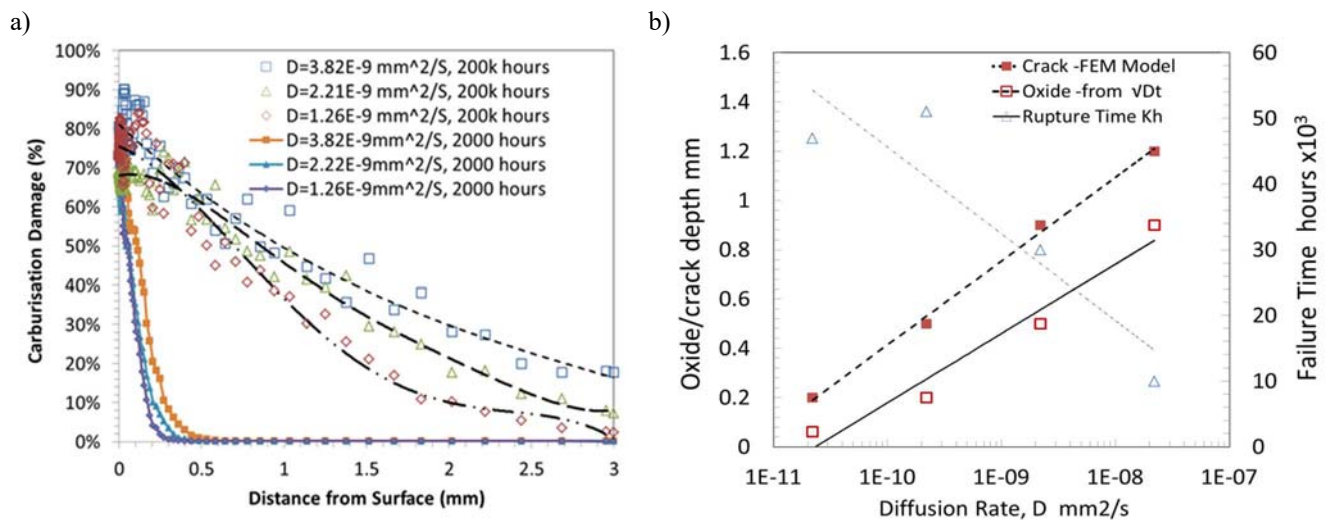 a)
100%
90%
80%
70%
60%
50%
40%
30%
20%
10%
0%
Carburisation Damage (%)
D=3.82E-9 mm^2/S, 200k hours
D=2.21E-9 mm^2/S, 200k hours
D=1.26E-9 mm^2/S, 200k hours
D=3.82E-9mm^2/S, 2000 hours
D=2.22E-9mm^2/S, 2000 hours
D=1.26E-9mm^2/S, 2000 hours
0 0.5 1 1.5 2 2.5 3
Distance from Surface (mm)
b)
1.6
1.4
1.2
1
0.8
0.6
0.4
0.2
0
Oxide/crack depth mm
Crack -FEM Model
Oxide -from √Dt
Rupture Time Kh
60
50
40
30
20
10
0
Failure Time hours x10³
1E-11 1E-10 1E-09 1E-08 1E-07
Diffusion Rate, D mm2/s